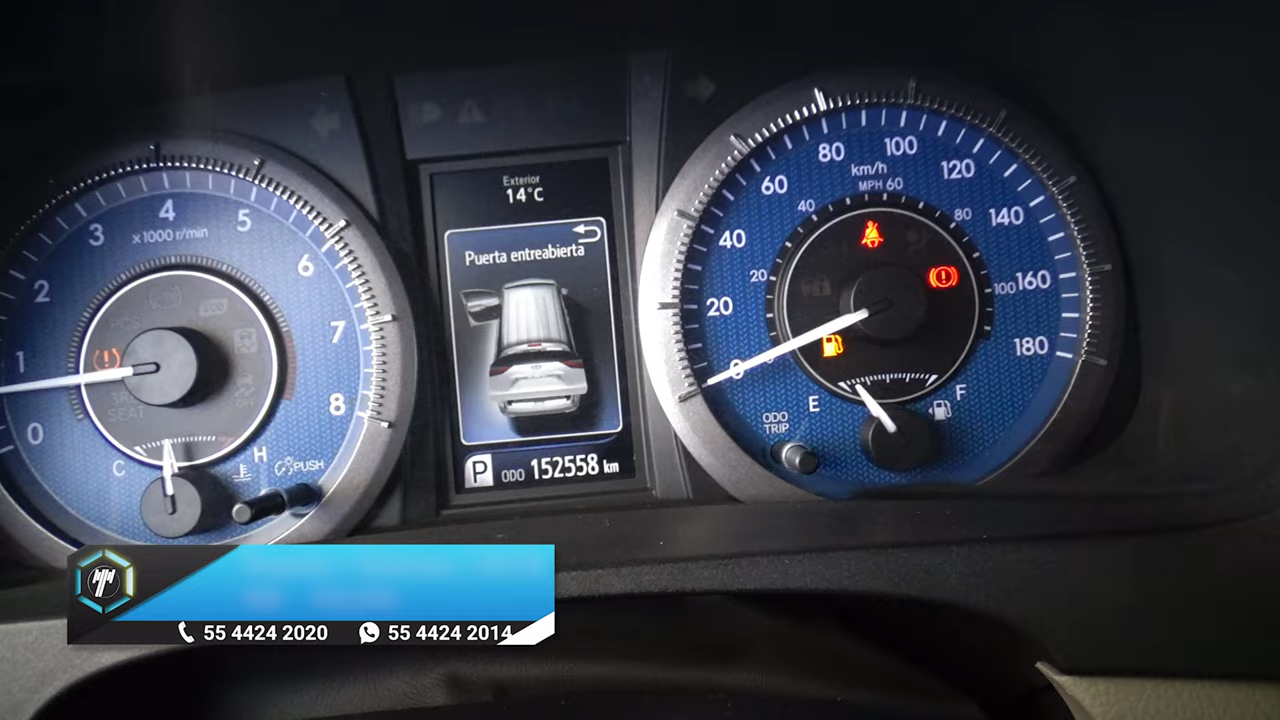 Exterior
14°C
Puerta entreabierta
P ODO 152558 km
0
1
2
3
4
5
6
7
8
x1000 r/min
C
H
PUSH
0
20
40
60
80
100
120
140
160
180
km/h
MPH 60
20
40
80
100
ODO
TRIP
E
F
55 4424 2020 55 4424 2014